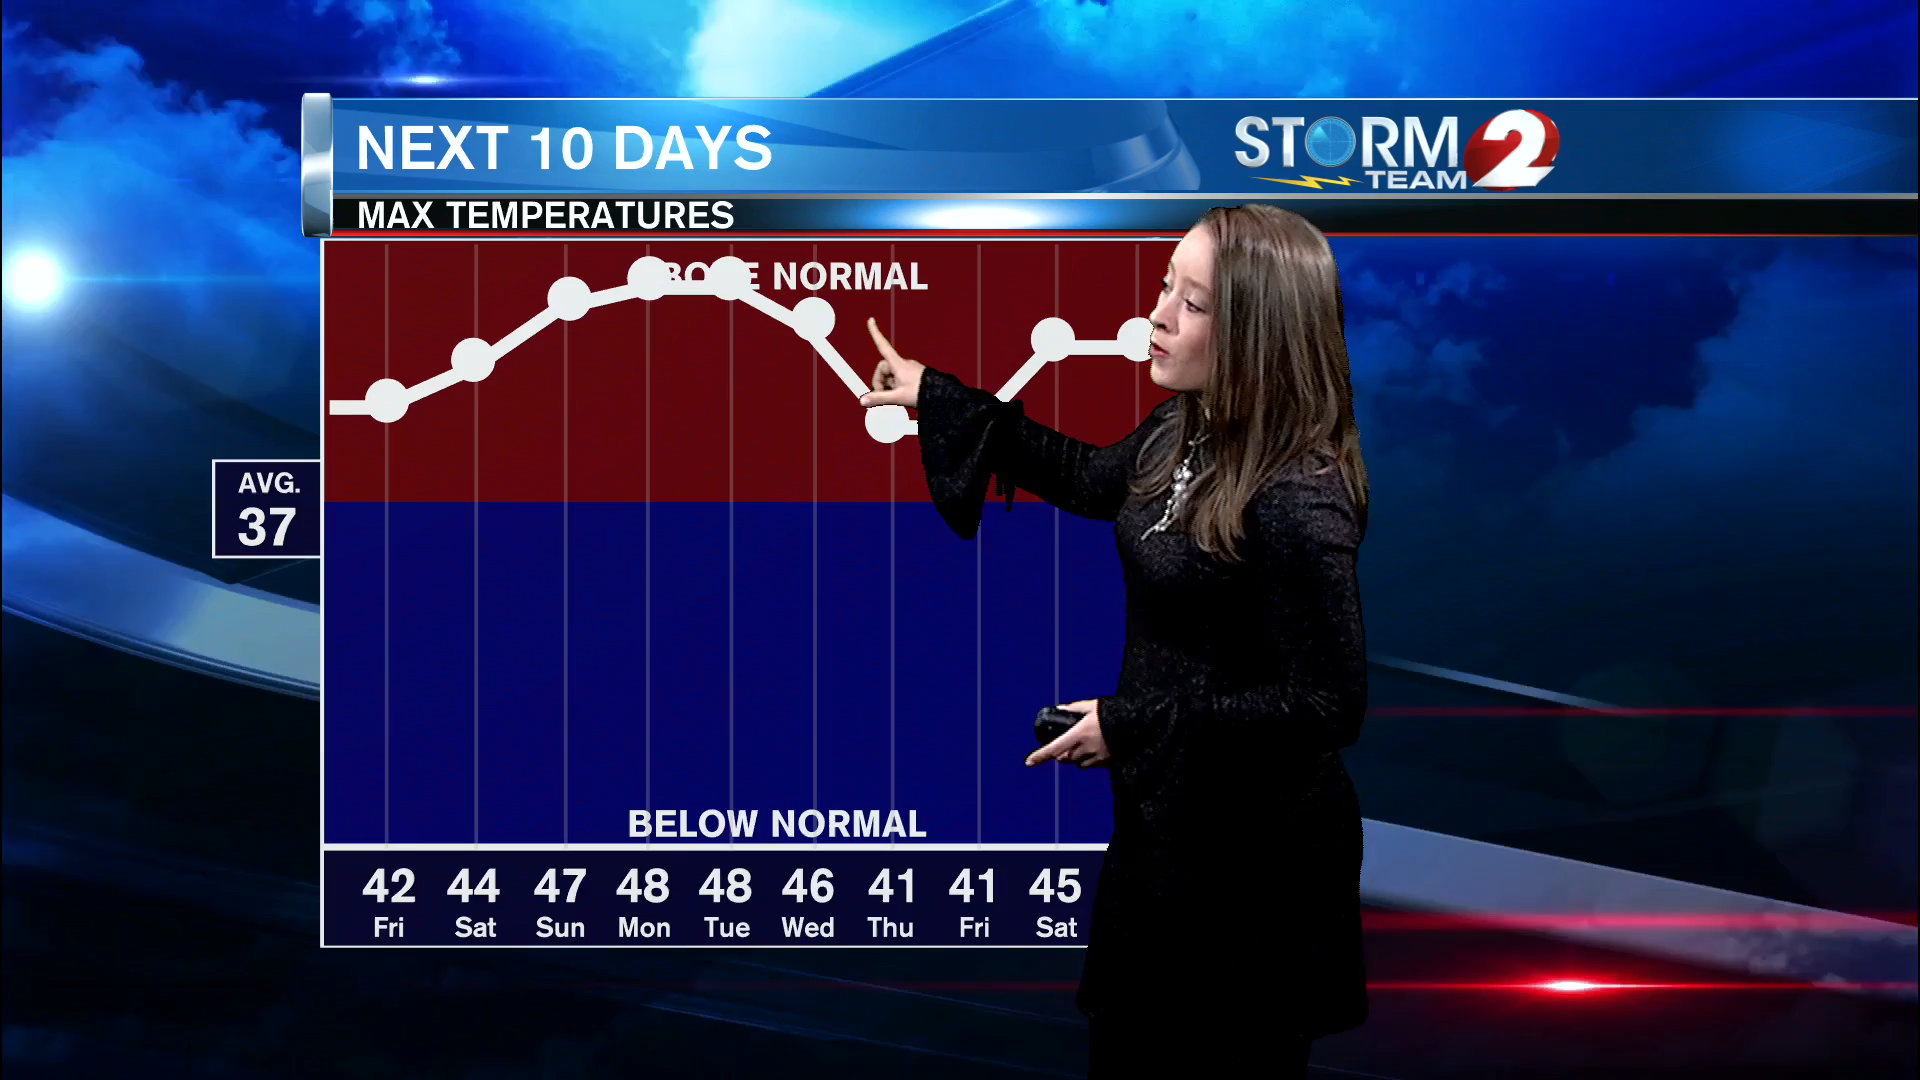 NEXT 10 DAYS
STORM
TEAM 2
MAX TEMPERATURES
NORMAL
AVG.
37
BELOW NORMAL
42 44 47 48 48 46 41 41 45
Fri Sat Sun Mon Tue Wed Thu Fri Sat